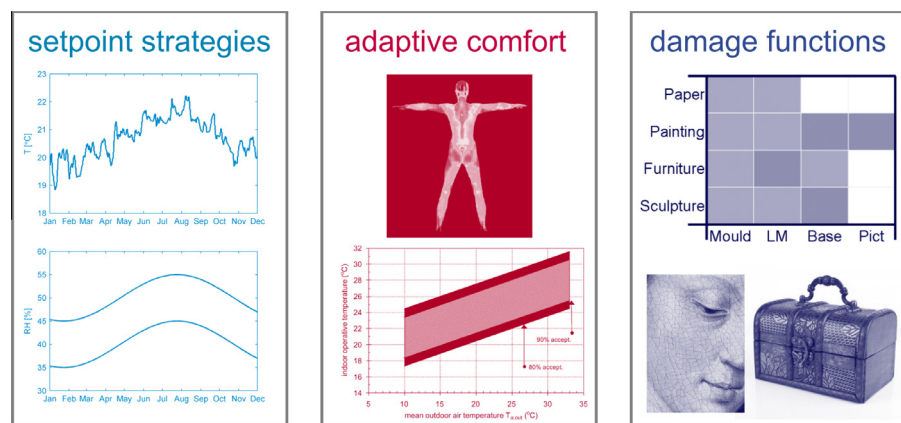 setpoint strategies
23
22
21
20
19
18
T [°C]
Jan Feb Mar Apr May Jun Jul Aug Sep Oct Nov Dec
60
55
50
45
40
35
30
RH [%]
Jan Feb Mar Apr May Jun Jul Aug Sep Oct Nov Dec
adaptive comfort
32
30
28
26
24
22
20
18
16
14
indoor operative temperature (°C)
90% accept.
80% accept.
5 10 15 20 25 30 35
mean outdoor air temperature Ta,out (°C)
damage functions
Paper
Painting
Furniture
Sculpture
Mould LM Base Pict